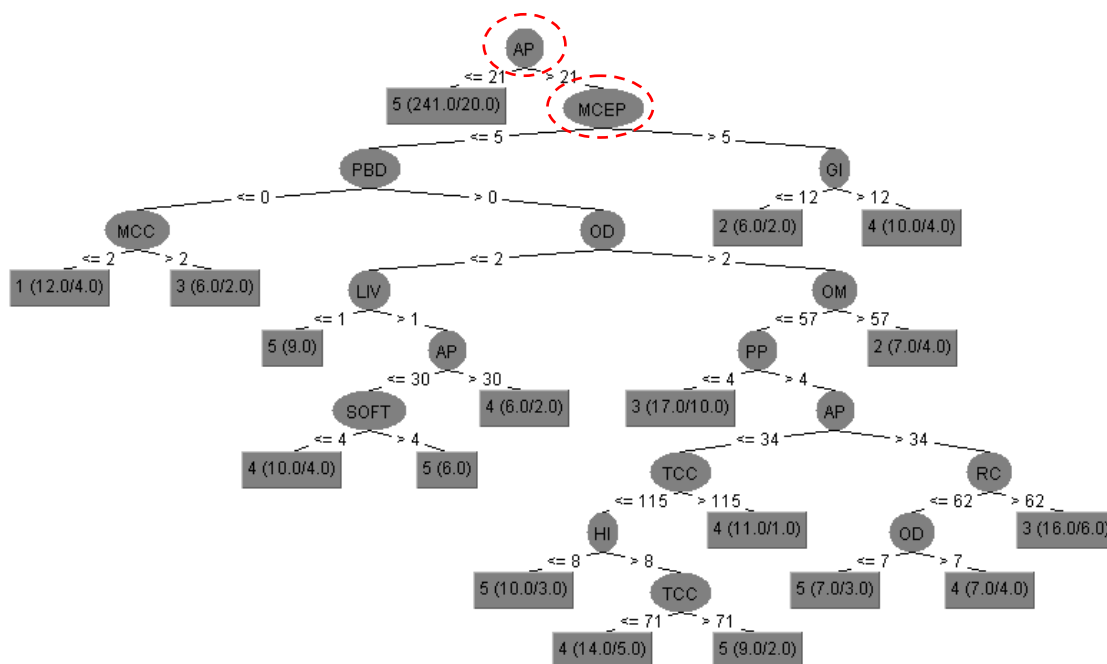 AP
<= 21 > 21
5 (241.0/20.0) MCEP
<= 5 > 5
PBD GI
<= 0 > 0 <= 12 > 12
MCC OD 2 (6.0/2.0) 4 (10.0/4.0)
<= 2 > 2 <= 2 > 2
1 (12.0/4.0) 3 (6.0/2.0) LIV OM
<= 1 > 1 <= 57 > 57
5 (9.0) AP PP 2 (7.0/4.0)
<= 30 > 30 <= 4 > 4
SOFT 4 (6.0/2.0) 3 (17.0/10.0) AP
<= 4 > 4 <= 34 > 34
4 (10.0/4.0) 5 (6.0) TCC RC
<= 115 > 115 <= 62 > 62
HI 4 (11.0/1.0) OD 3 (16.0/6.0)
<= 8 > 8 <= 7 > 7
5 (10.0/3.0) TCC 5 (7.0/3.0) 4 (7.0/4.0)
<= 71 > 71
4 (14.0/5.0) 5 (9.0/2.0)